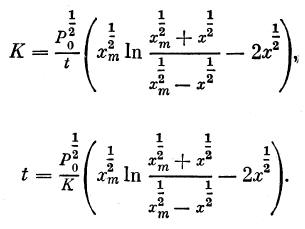 K = \frac{P_0^{\frac{1}{2}}}{t} \left( x_m^{\frac{1}{2}} \ln \frac{x_m^{\frac{1}{2}} + x^{\frac{1}{2}}}{x_m^{\frac{1}{2}} - x^{\frac{1}{2}}} - 2x^{\frac{1}{2}} \right),
t = \frac{P_0^{\frac{1}{2}}}{K} \left( x_m^{\frac{1}{2}} \ln \frac{x_m^{\frac{1}{2}} + x^{\frac{1}{2}}}{x_m^{\frac{1}{2}} - x^{\frac{1}{2}}} - 2x^{\frac{1}{2}} \right).